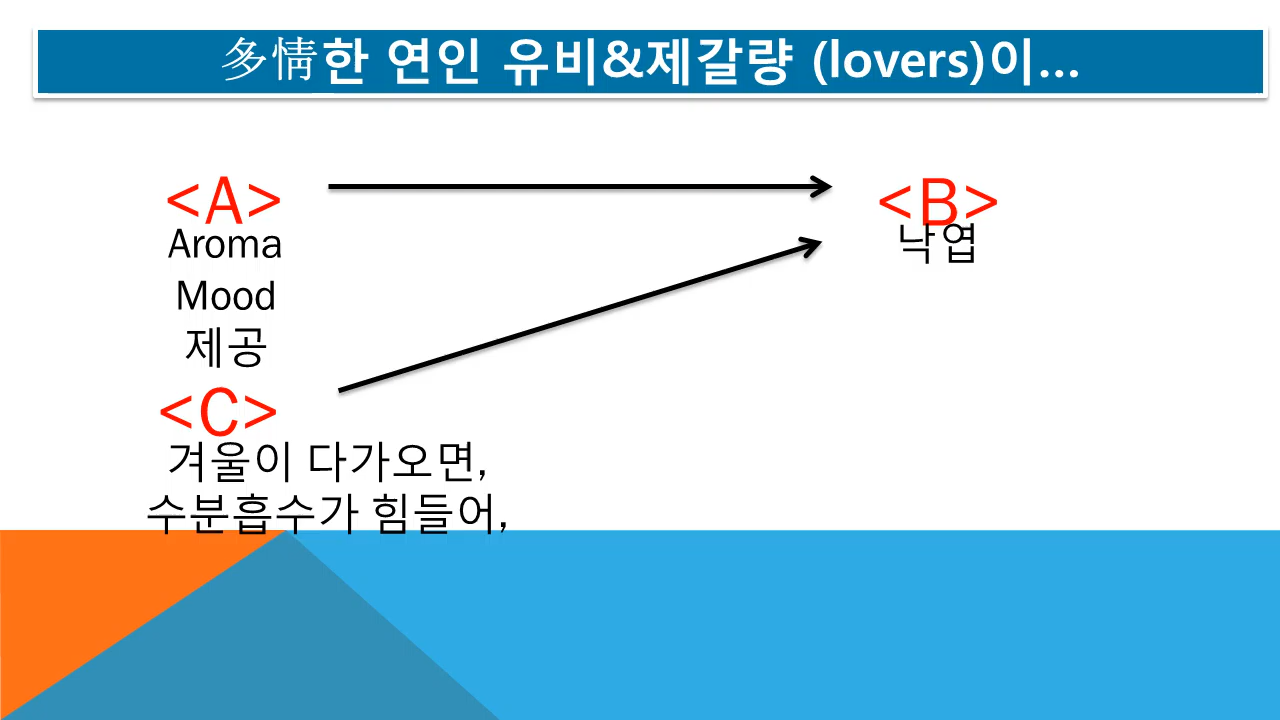 多情한 연인 유비&제갈량 (lovers)이...
<A>
Aroma
Mood
제공
<B>
낙엽
<C>
겨울이 다가오면,
수분흡수가 힘들어,